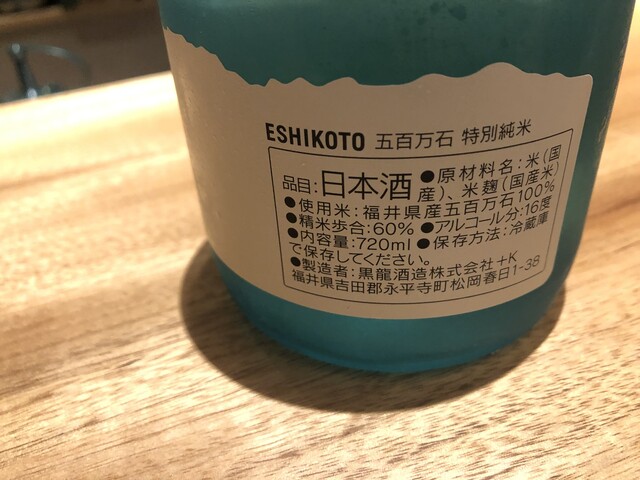 ESHIKOTO 五百万石 特別純米
品目:日本酒 ●原材料名:米(国
産)、米麹(国産米)
●使用米:福井県産五百万石100%
●精米歩合:60% ●アルコール分:16度
●内容量:720ml ●保存方法:冷蔵庫
で保存してください。
●製造者:黒龍酒造株式会社 +K
福井県吉田郡永平寺町松岡春日1-38